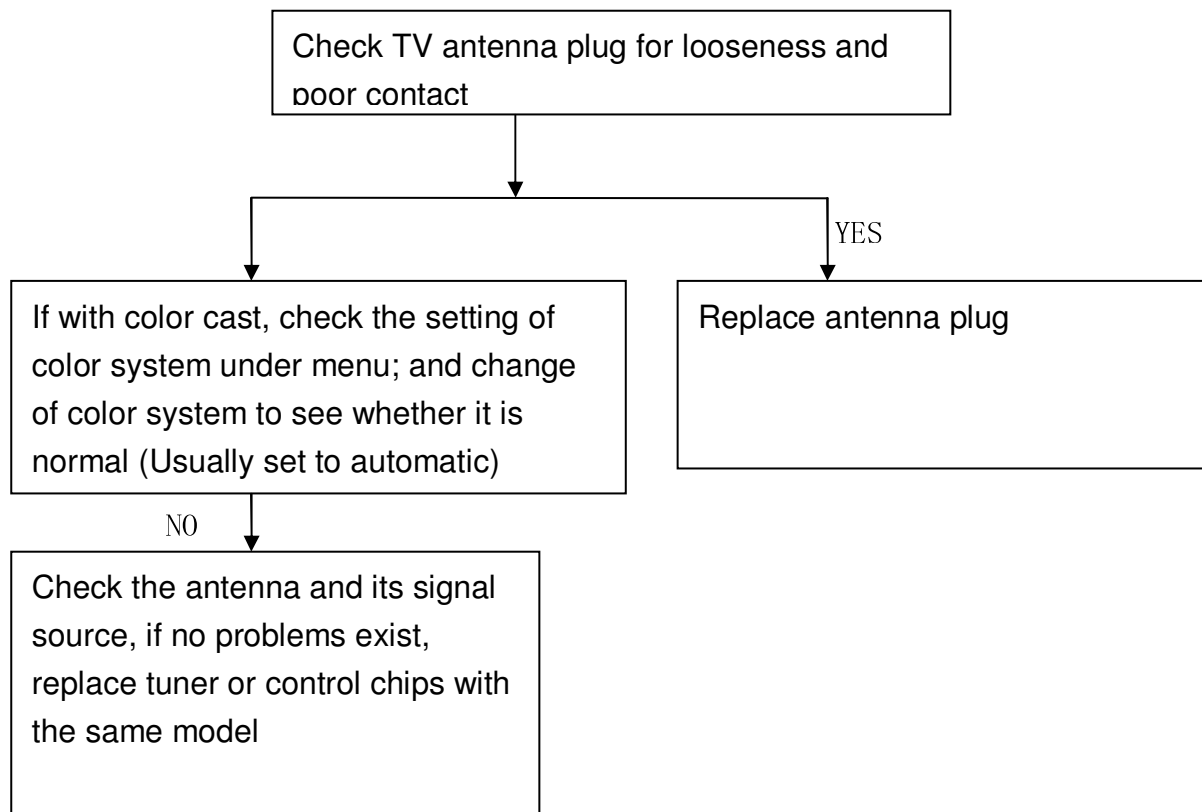 Check TV antenna plug for looseness and
poor contact
YES
If with color cast, check the setting of
color system under menu; and change
of color system to see whether it is
normal (Usually set to automatic)
Replace antenna plug
NO
Check the antenna and its signal
source, if no problems exist,
replace tuner or control chips with
the same model